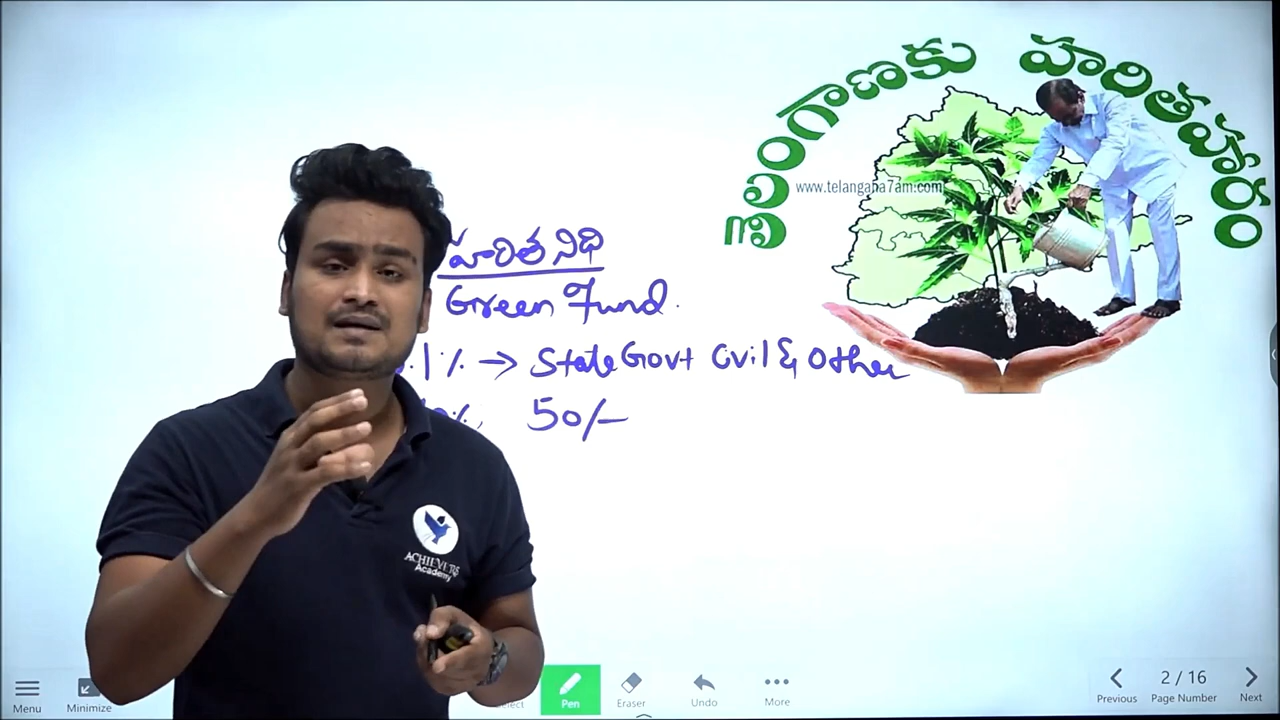 తెలంగాణకు హరితహారం
www.telangana7am.com
హరిత నిధి
Green Fund.
1% → State Govt Civil & Other
50/-
ACHIEVERS
Academy
Menu
Minimize
Pen
Eraser
Undo
More
Previous
2 / 16
Page Number
Next